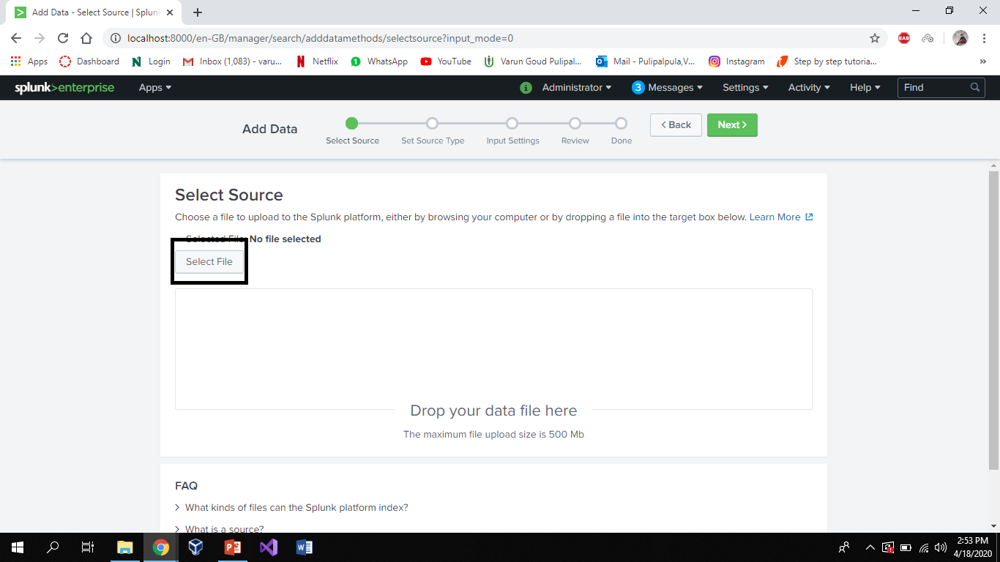 Add Data - Select Source | Splun
localhost:8000/en-GB/manager/search/adddatamethods/selectsource?input_mode=0
EAB
Apps Dashboard Login Inbox (1,083) - varu... Netflix 1 WhatsApp YouTube Varun Goud Pulipal... Mail - Pulipalpula,V... Instagram Step by step tutoria... »
splunk>enterprise Apps i Administrator 3 Messages Settings Activity Help Find
Add Data
Select Source Set Source Type Input Settings Review Done
< Back Next >
Select Source
Choose a file to upload to the Splunk platform, either by browsing your computer or by dropping a file into the target box below. Learn More
Selected File: No file selected
Select File
Drop your data file here
The maximum file upload size is 500 Mb
FAQ
> What kinds of files can the Splunk platform index?
> What is a source?
2:53 PM
4/18/2020